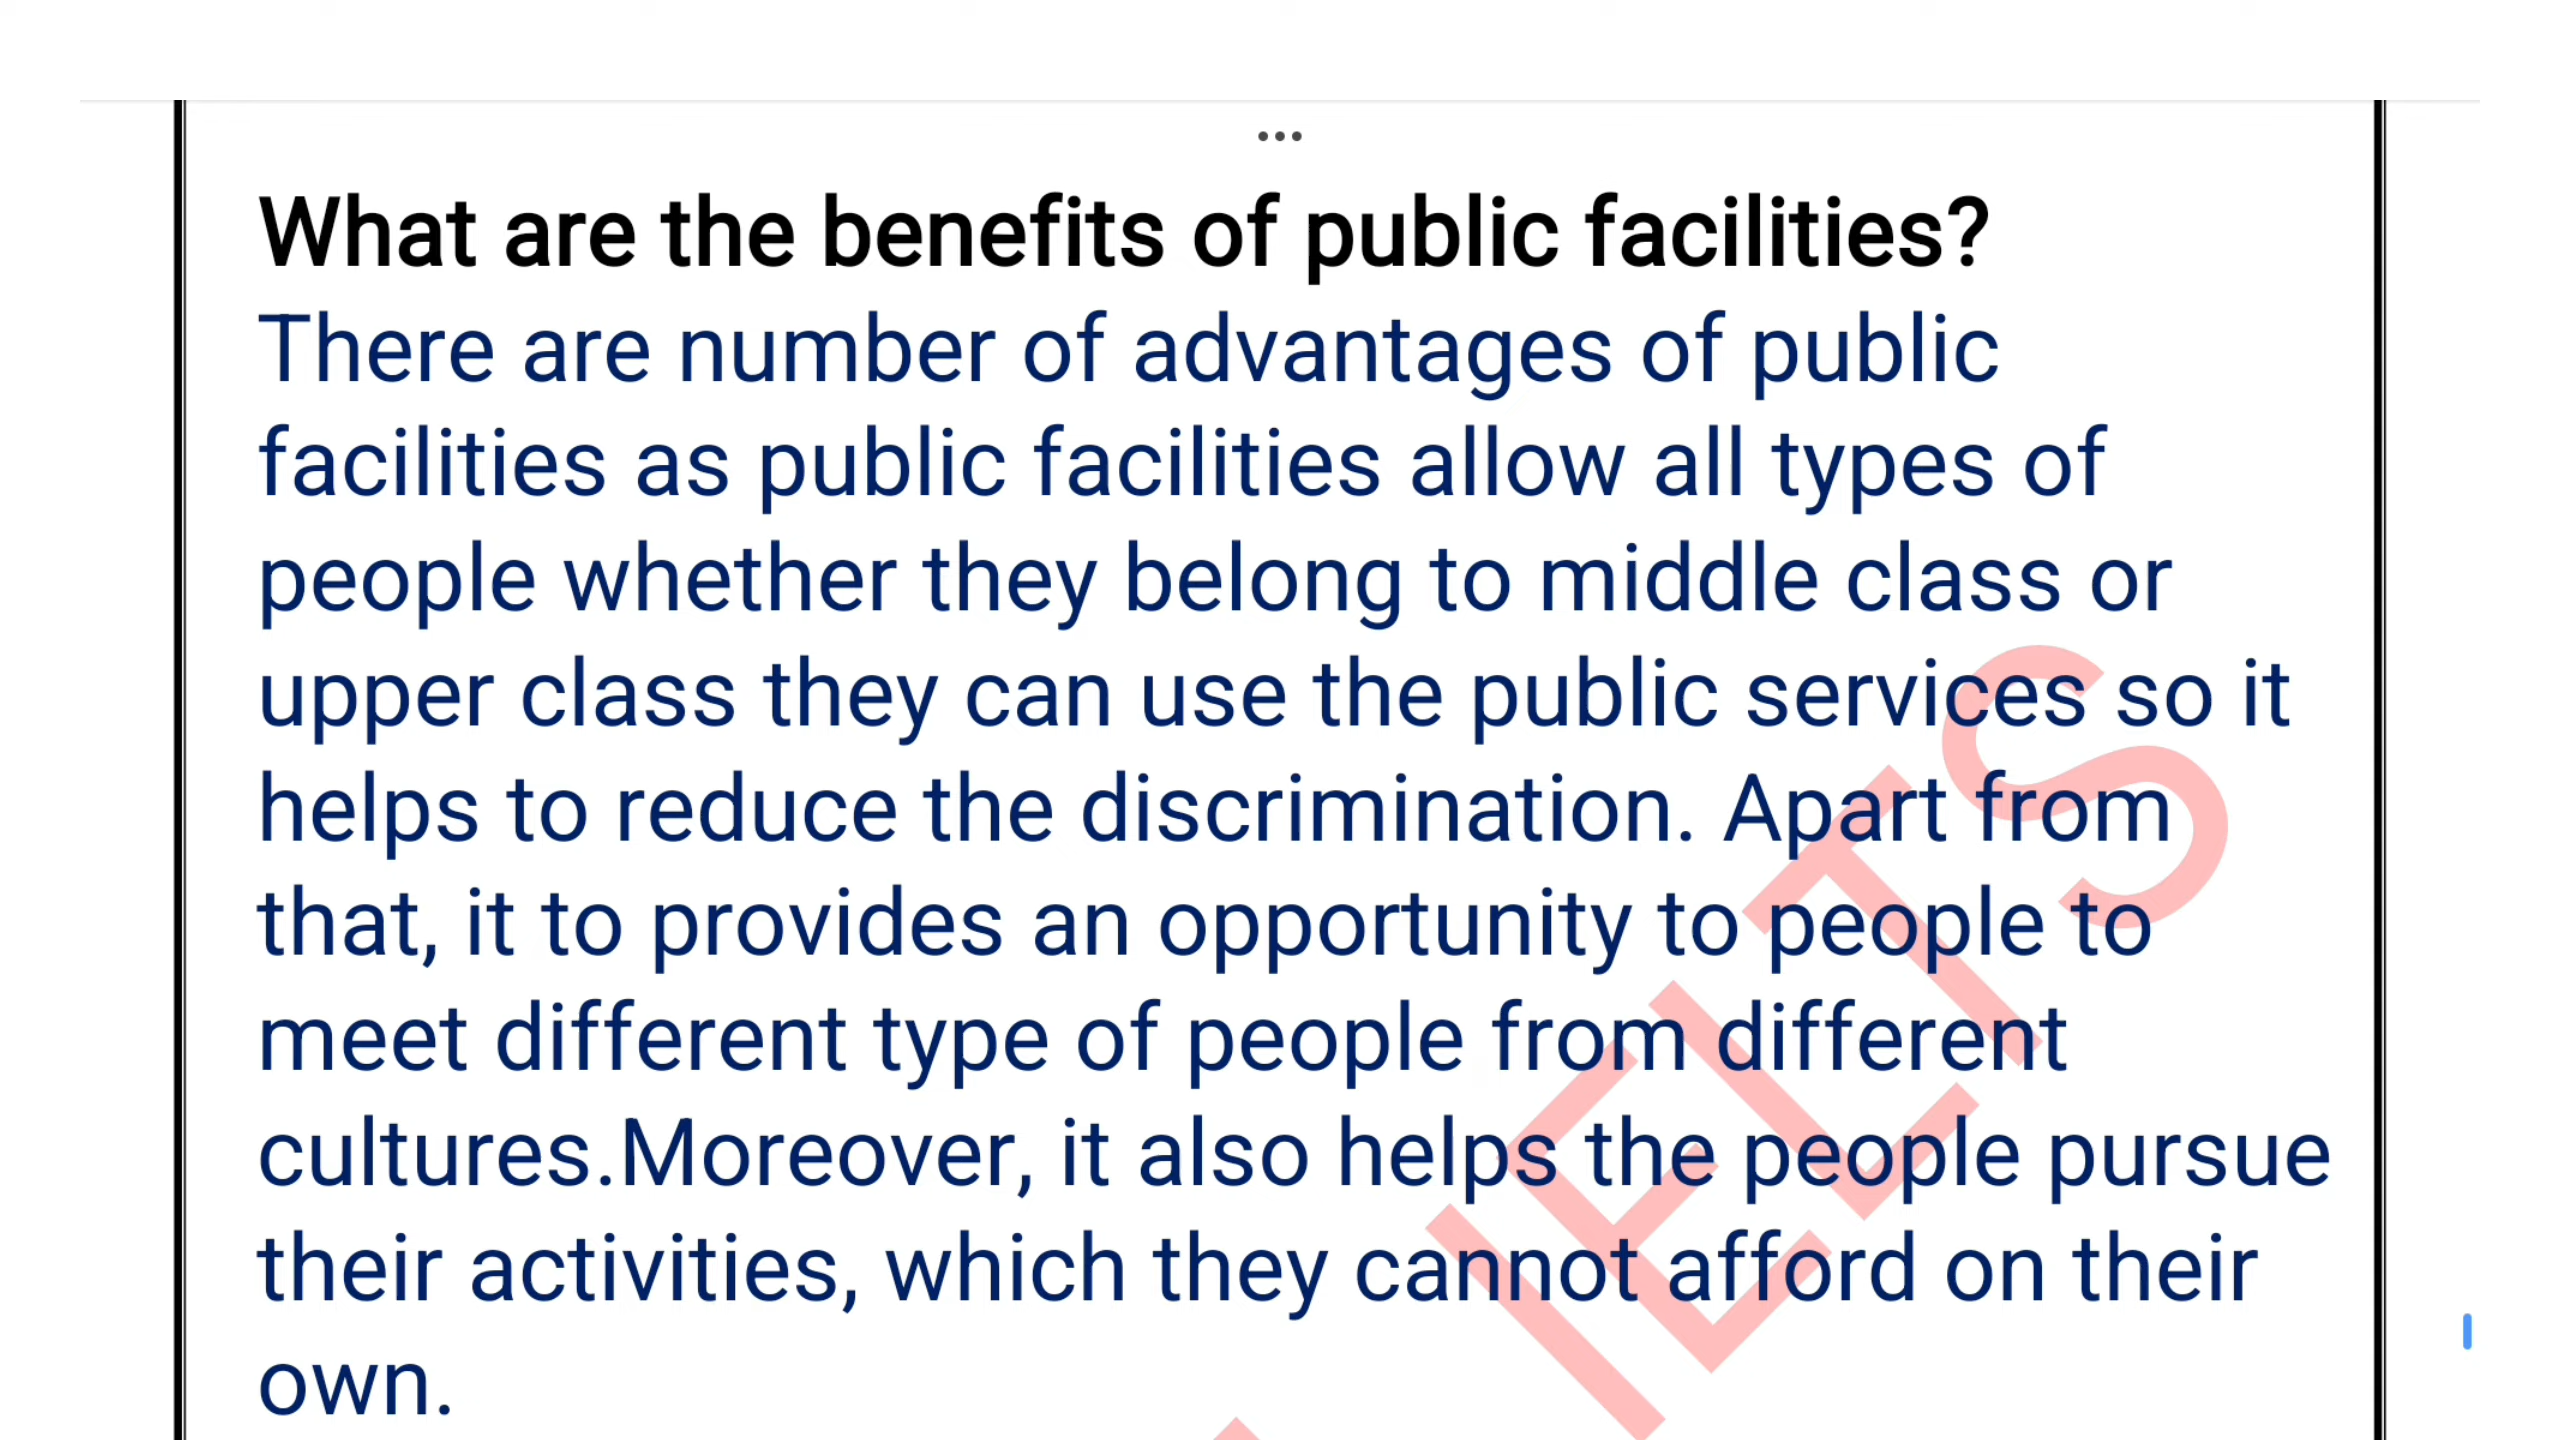 What are the benefits of public facilities?
There are number of advantages of public
facilities as public facilities allow all types of
people whether they belong to middle class or
upper class they can use the public services so it
helps to reduce the discrimination. Apart from
that, it to provides an opportunity to people to
meet different type of people from different
cultures.Moreover, it also helps the people pursue
their activities, which they cannot afford on their
own.
IELTS